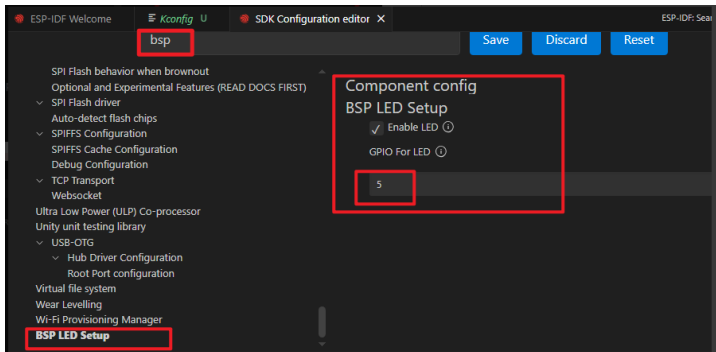 ESP-IDF Welcome
Kconfig U
SDK Configuration editor
ESP-IDF: Sear
bsp
Save
Discard
Reset
SPI Flash behavior when brownout
Optional and Experimental Features (READ DOCS FIRST)
SPI Flash driver
Auto-detect flash chips
SPIFFS Configuration
SPIFFS Cache Configuration
Debug Configuration
TCP Transport
Websocket
Ultra Low Power (ULP) Co-processor
Unity unit testing library
USB-OTG
Hub Driver Configuration
Root Port configuration
Virtual file system
Wear Levelling
Wi-Fi Provisioning Manager
BSP LED Setup
Component config
BSP LED Setup
Enable LED
GPIO For LED
5